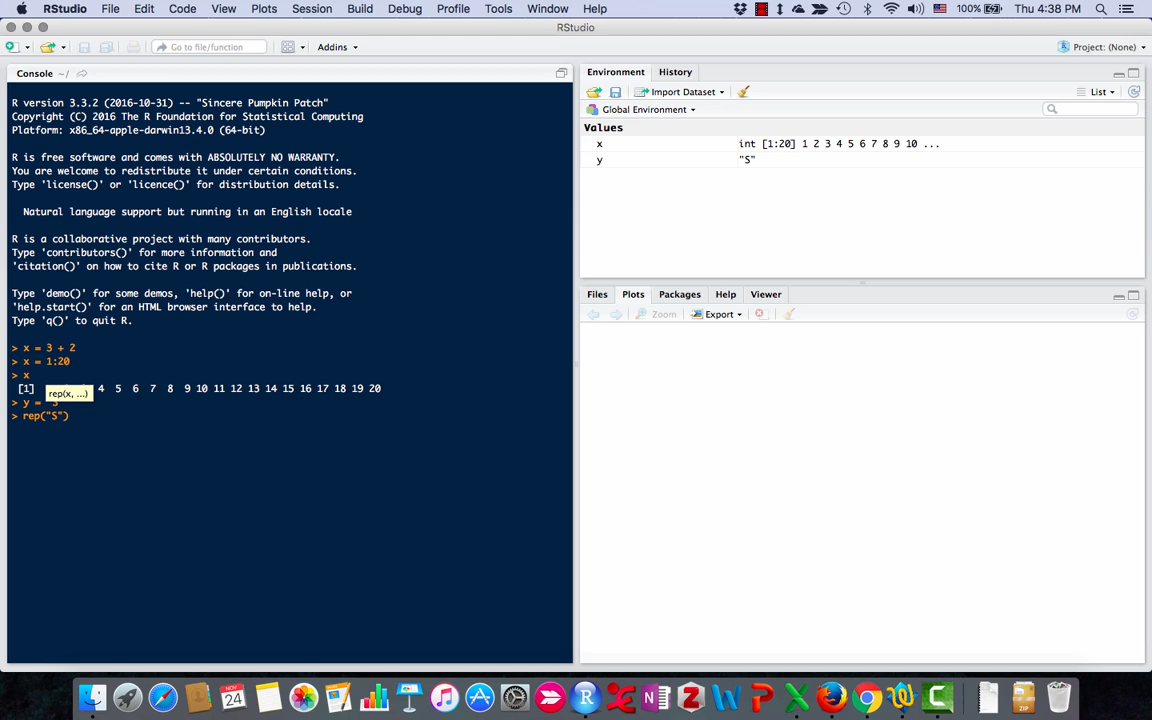 RStudio File Edit Code View Plots Session Build Debug Profile Tools Window Help 100% Thu 4:38 PM
RStudio
Go to file/function Addins Project: (None)
Console ~/
R version 3.3.2 (2016-10-31) -- "Sincere Pumpkin Patch"
Copyright (C) 2016 The R Foundation for Statistical Computing
Platform: x86_64-apple-darwin13.4.0 (64-bit)
R is free software and comes with ABSOLUTELY NO WARRANTY.
You are welcome to redistribute it under certain conditions.
Type 'license()' or 'licence()' for distribution details.
Natural language support but running in an English locale
R is a collaborative project with many contributors.
Type 'contributors()' for more information and
'citation()' on how to cite R or R packages in publications.
Type 'demo()' for some demos, 'help()' for on-line help, or
'help.start()' for an HTML browser interface to help.
Type 'q()' to quit R.
> x = 3 + 2
> x = 1:20
> x
[1] 4 5 6 7 8 9 10 11 12 13 14 15 16 17 18 19 20
rep(x, ...)
> y =
> rep("S")
Environment History
Import Dataset List
Global Environment
Values
x int [1:20] 1 2 3 4 5 6 7 8 9 10 ...
y "S"
Files Plots Packages Help Viewer
Zoom Export
NOV
24
ZIP